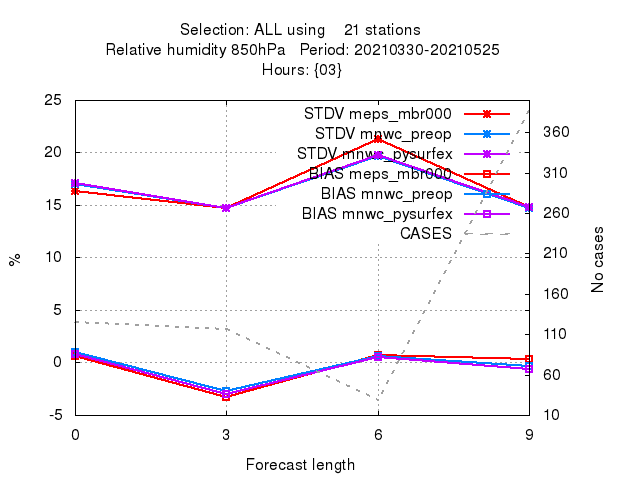 Selection: ALL using    21 stations
Relative humidity 850hPa   Period: 20210330-20210525
Hours: {03}
25
20
15
10
5
0
-5
%
STDV meps_mbr000
STDV mnwc_preop
STDV mnwc_pysurfex
BIAS meps_mbr000
BIAS mnwc_preop
BIAS mnwc_pysurfex
CASES
360
310
260
210
160
110
60
10
No cases
0 3 6 9
Forecast length